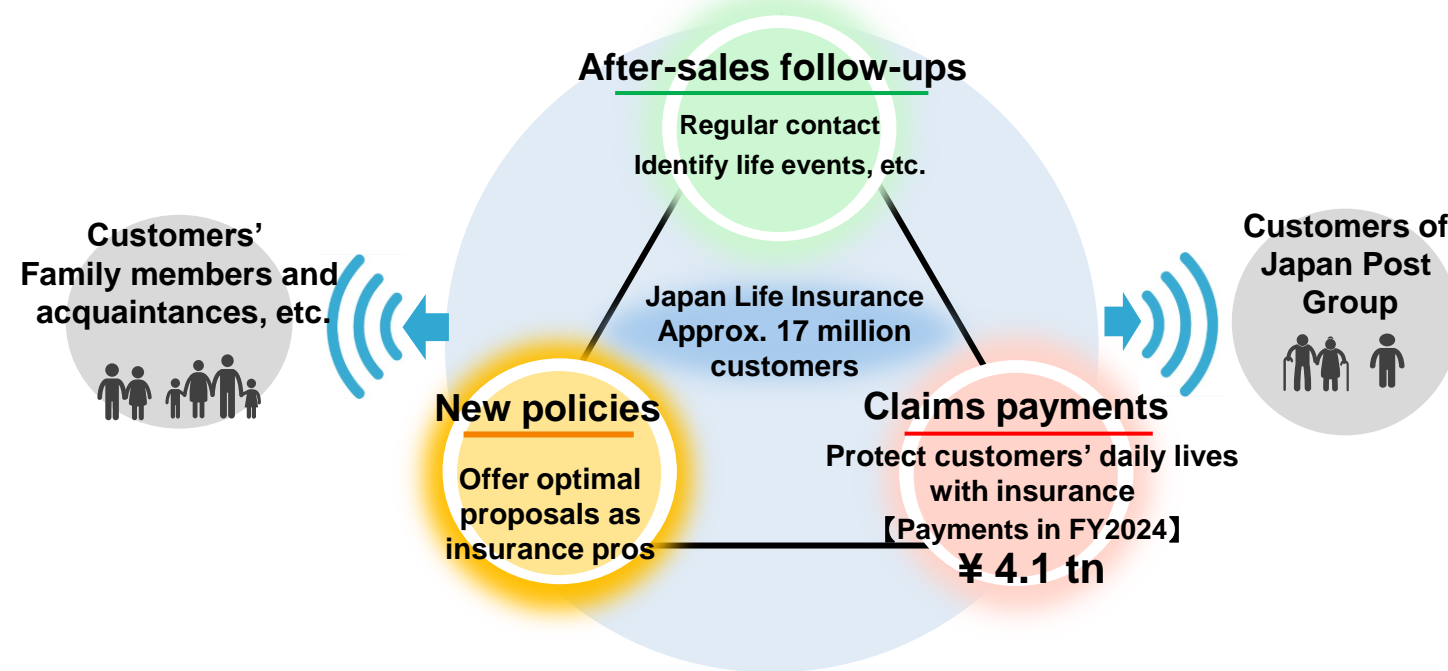 After-sales follow-ups
Regular contact
Identify life events, etc.
Customers’
Family members and
acquaintances, etc.
Japan Life Insurance
Approx. 17 million
customers
Customers of
Japan Post
Group
New policies
Offer optimal
proposals as
insurance pros
Claims payments
Protect customers’ daily lives
with insurance
【Payments in FY2024】
¥ 4.1 tn